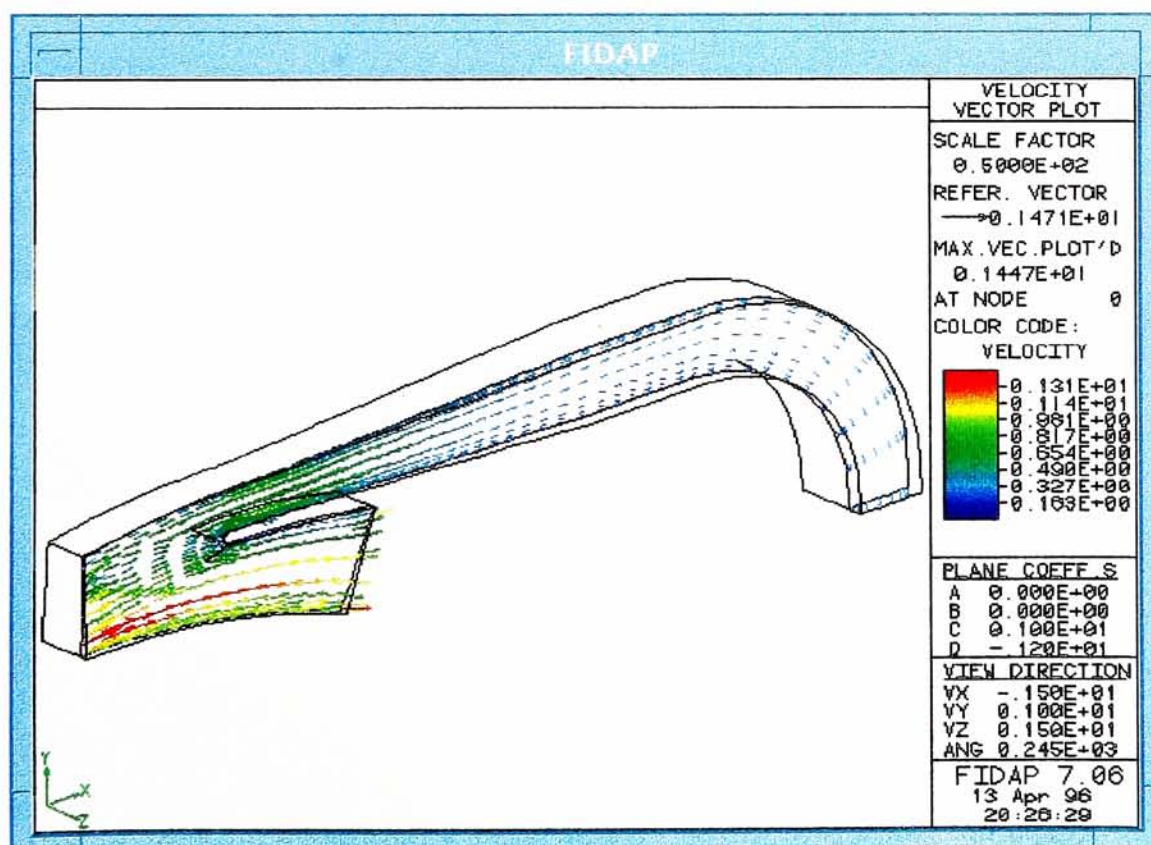 FIDAP
VELOCITY
VECTOR PLOT
SCALE FACTOR
0.5000E+02
REFER. VECTOR
0.1471E+01
MAX.VEC.PLOT'D
0.1447E+01
AT NODE 0
COLOR CODE:
VELOCITY
0.131E+01
0.114E+01
0.981E+00
0.817E+00
0.654E+00
0.490E+00
0.327E+00
0.163E+00
PLANE COEFF.S
A 0.000E+00
B 0.000E+00
C 0.100E+01
D -.120E+01
VIEW DIRECTION
VX -.150E+01
VY 0.100E+01
VZ 0.150E+01
ANG 0.245E+03
FIDAP 7.06
13 Apr 96
20:26:29
Y
X
Z